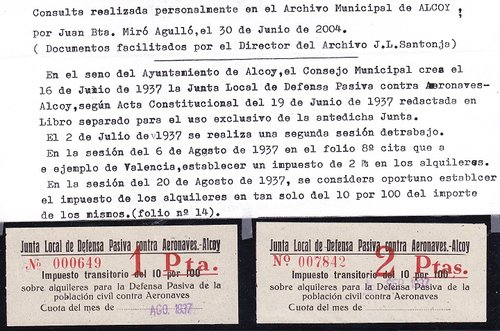 Consulta realizada personalmente en el Archivo Municipal de ALCOY ;
por Juan Bta. Miró Agulló,el 30 de Junio de 2004.
( Documentos facilitados por el Director del Archivo J.L.Santonja)
En el seno del Ayuntamiento de Alcoy,el Consejo Municipal crea el
16 de Junio de 1937 la Junta Local de Defensa Pasiva contra Aeronaves-
Alcoy,según Acta Constitucional del 19 de Junio de 1937 redactada en
Libro separado para el uso exclusivo de la antedicha Junta.
El 2 de Julio de 1937 se realiza una segunda sesión detrabajo.
En la sesión del 6 de Agosto de 1937 en el folio 8º cita que a
e ejemplo de Valencia,establecer un impuesto de 2 % en los alquileres.
En la sesión del 20 de Agosto de 1937, se considera oportuno establecer
el impuesto de los alquileres en tan solo del 10 por 100 del importe
de los mismos.(folio nº 14).
Junta Local de Defensa Pasiva contra Aeronaves.-Alcoy
Nº 000649 1 Pta.
Impuesto transitorio del 10 por 100
sobre alquileres para la Defensa Pasiva de la
población civil contra Aeronaves
Cuota del mes de AGO. 1937
Junta Local de Defensa Pasiva contra Aeronaves.-Alcoy
Nº 007842 2 Ptas.
Impuesto transitorio del 10 por 100
sobre alquileres para la Defensa Pasiva de la
población civil contra Aeronaves
Cuota del mes de